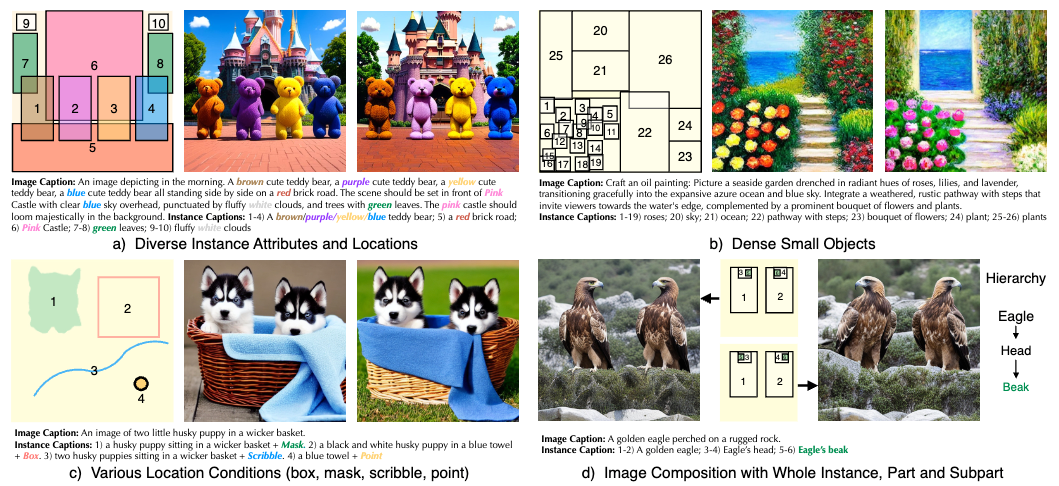 9
10
7
6
8
1
2
3
4
5
Image Caption: An image depicting in the morning. A brown cute teddy bear, a purple cute teddy bear, a yellow cute
teddy bear, a blue cute teddy bear all standing side by side on a red brick road. The scene should be set in front of Pink
Castle with clear blue sky overhead, punctuated by fluffy white clouds, and trees with green leaves. The pink castle should
loom majestically in the background. Instance Captions: 1-4) A brown/purple/yellow/blue teddy bear; 5) a red brick road;
6) Pink Castle; 7-8) green leaves; 9-10) fluffy white clouds
a) Diverse Instance Attributes and Locations
20
25
26
21
1
2
3
4
5
6
7
8
9
10
11
12
13
14
15
16
17
18
19
22
24
23
Image Caption: Craft an oil painting: Picture a seaside garden drenched in radiant hues of roses, lilies, and lavender,
transitioning gracefully into the expansive azure ocean and blue sky. Integrate a weathered, rustic pathway with steps that
invite viewers towards the water's edge, complemented by a prominent bouquet of flowers and plants.
Instance Captions: 1-19) roses; 20) sky; 21) ocean; 22) pathway with steps; 23) bouquet of flowers; 24) plant; 25-26) plants
b) Dense Small Objects
1
2
3
4
Image Caption: An image of two little husky puppy in a wicker basket.
Instance Captions: 1) a husky puppy sitting in a wicker basket + Mask. 2) a black and white husky puppy in a blue towel
+ Box. 3) two husky puppies sitting in a wicker basket + Scribble. 4) a blue towel + Point
c) Various Location Conditions (box, mask, scribble, point)
3
4
1
2
3
4
1
2
Hierarchy
Eagle
Head
Beak
Image Caption: A golden eagle perched on a rugged rock.
Instance Captions: 1-2) A golden eagle; 3-4) Eagle's head; 5-6) Eagle's beak
d) Image Composition with Whole Instance, Part and Subpart